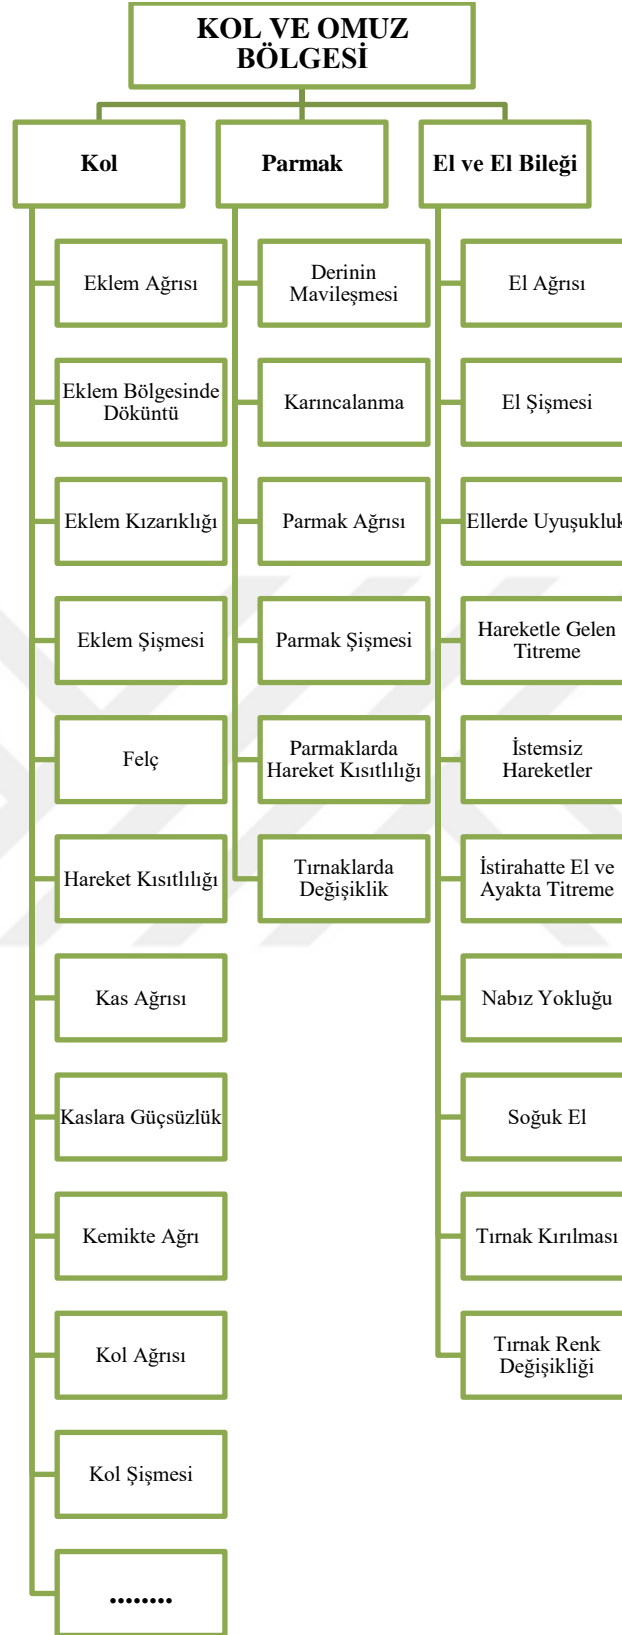 KOL VE OMUZ
BÖLGESİ
Kol
Eklem Ağrısı
Eklem Bölgesinde
Döküntü
Eklem Kızarıklığı
Eklem Şişmesi
Felç
Hareket Kısıtlılığı
Kas Ağrısı
Kaslara Güçsüzlük
Kemikte Ağrı
Kol Ağrısı
Kol Şişmesi
........
Parmak
Derinin
Mavileşmesi
Karıncalanma
Parmak Ağrısı
Parmak Şişmesi
Parmaklarda
Hareket Kısıtlılığı
Tırnaklarda
Değişiklik
El ve El Bileği
El Ağrısı
El Şişmesi
Ellerde Uyuşukluk
Hareketle Gelen
Titreme
İstemsiz
Hareketler
İstirahatte El ve
Ayakta Titreme
Nabız Yokluğu
Soğuk El
Tırnak Kırılması
Tırnak Renk
Değişikliği